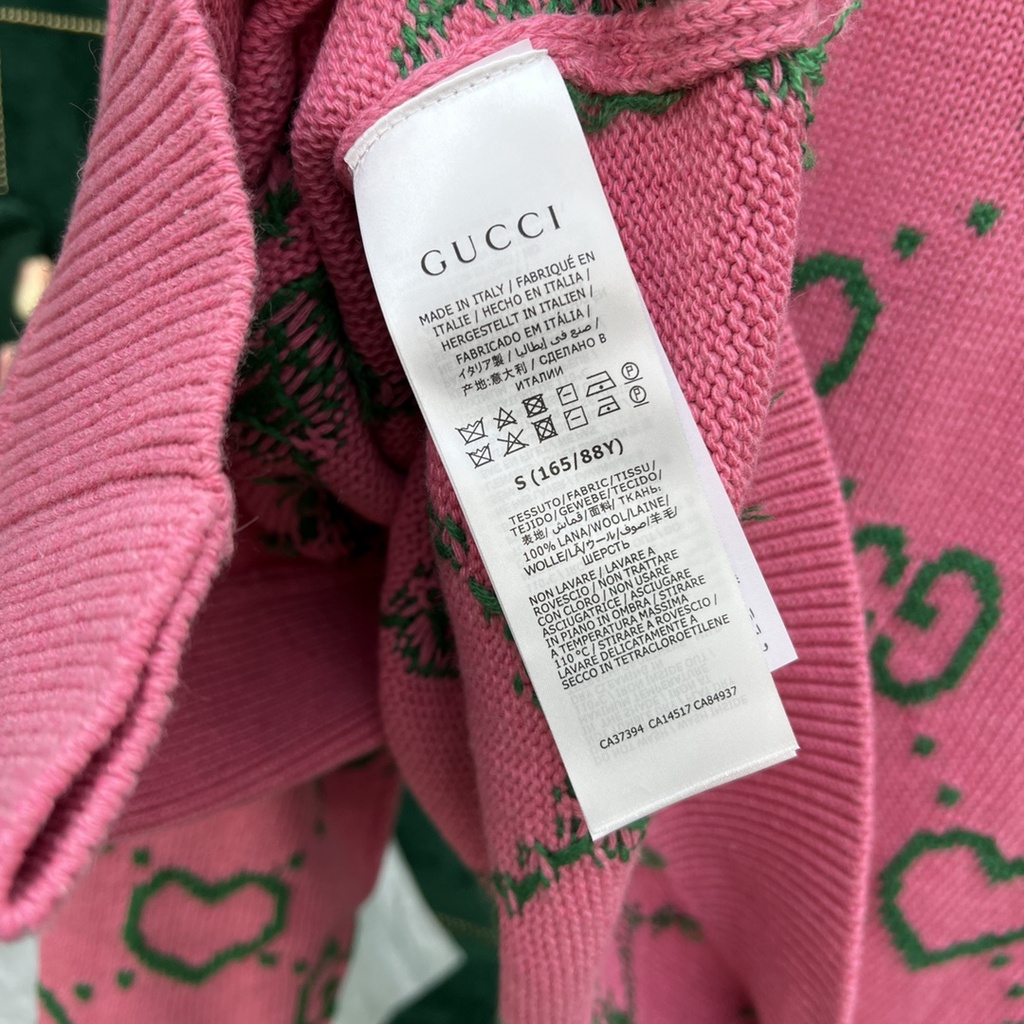 GUCCI
MADE IN ITALY / FABRIQUÉ EN
ITALIE / HECHO EN ITALIA /
HERGESTELLT IN ITALIEN /
FABRICADO EM ITÁLIA /
イタリア製 / صنع في إيطاليا /
产地:意大利 / СДЕЛАНО В
ИТАЛИИ
S (165/88Y)
TESSUTO/FABRIC/TISSU/
TEJIDO/GEWEBE/TECIDO/
表地/ قماش/面料/ ТКАНЬ:
100% LANA/WOOL/LAINE/
WOLLE/LÃ/ウール/صوف/羊毛/
ШЕРСТЬ
NON LAVARE / LAVARE A
ROVESCIO / NON TRATTARE
CON CLORO / NON USARE
ASCIUGATRICE / ASCIUGARE
IN PIANO IN OMBRA / STIRARE
A TEMPERATURA MASSIMA
110 °C / STIRARE A ROVESCIO /
LAVARE DELICATAMENTE A
SECCO IN TETRACLOROETILENE
CA37394 CA14517 CA84937